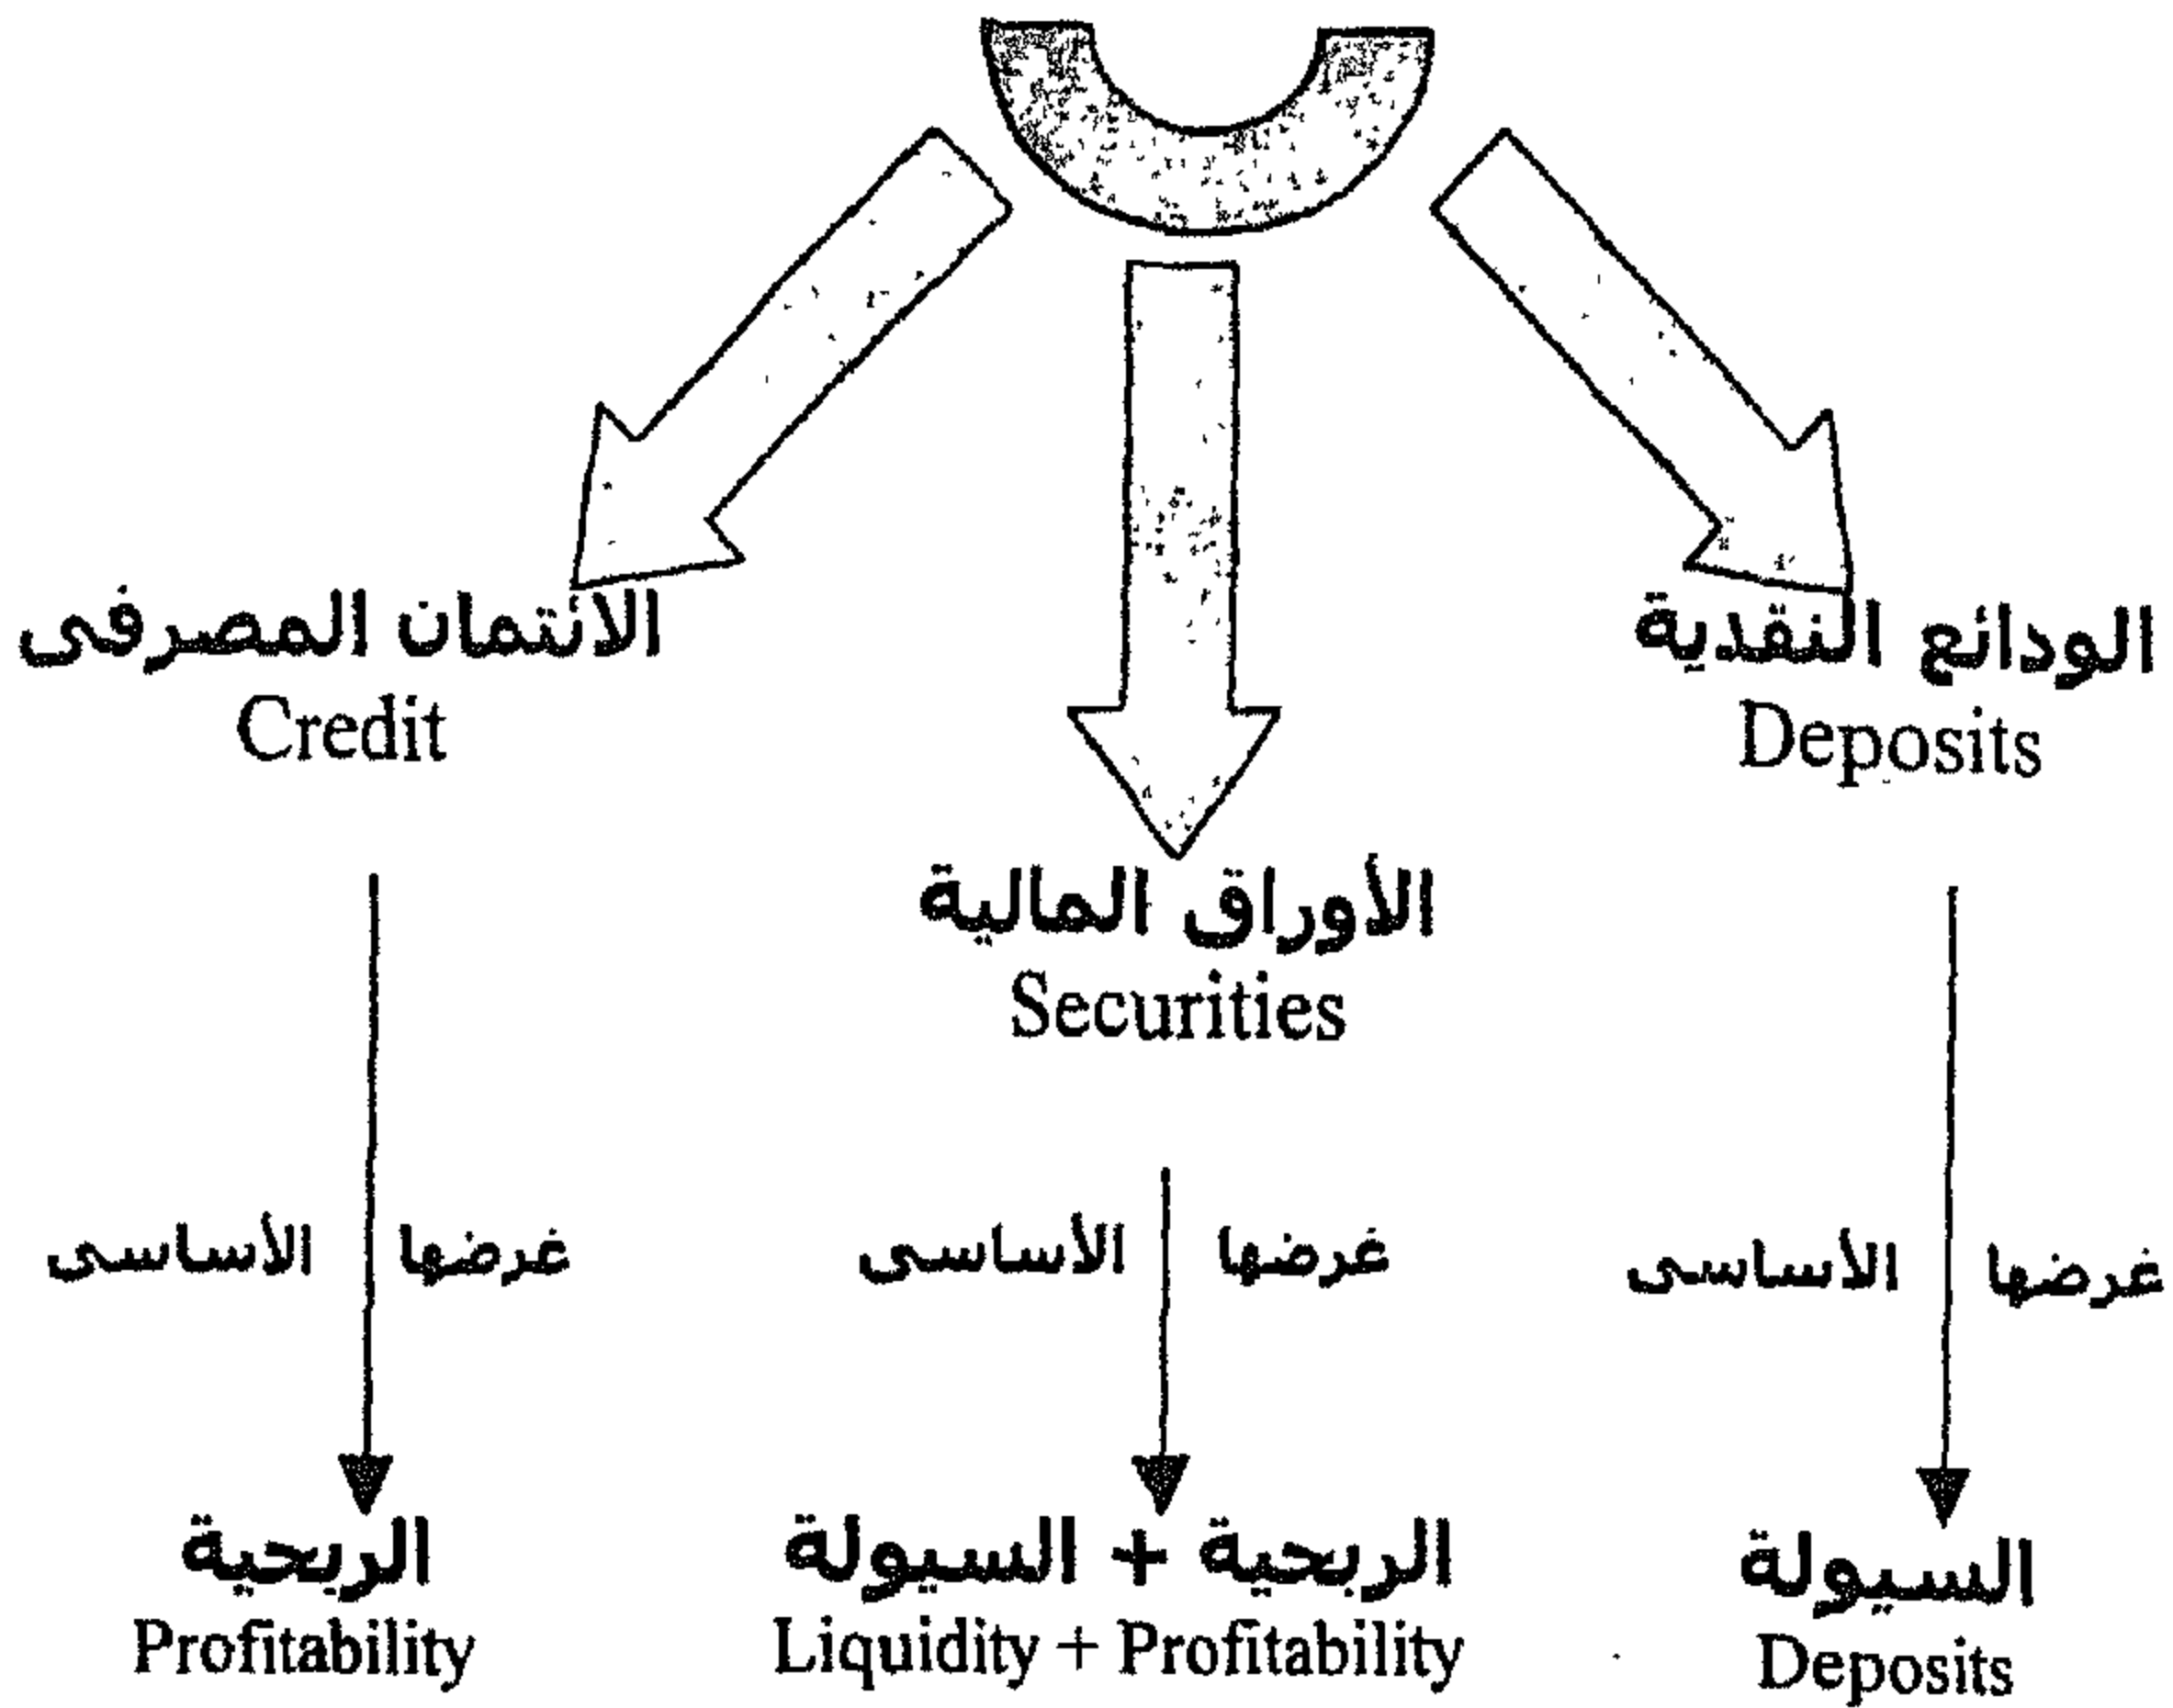 الودائع النقدية
Deposits
الأوراق المالية
Securities
الائتمان المصرفى
Credit
غرضها الأساسى
غرضها الأساسى
غرضها الأساسى
السيولة
Deposits
الربحية + السيولة
Liquidity + Profitability
الربحية
Profitability